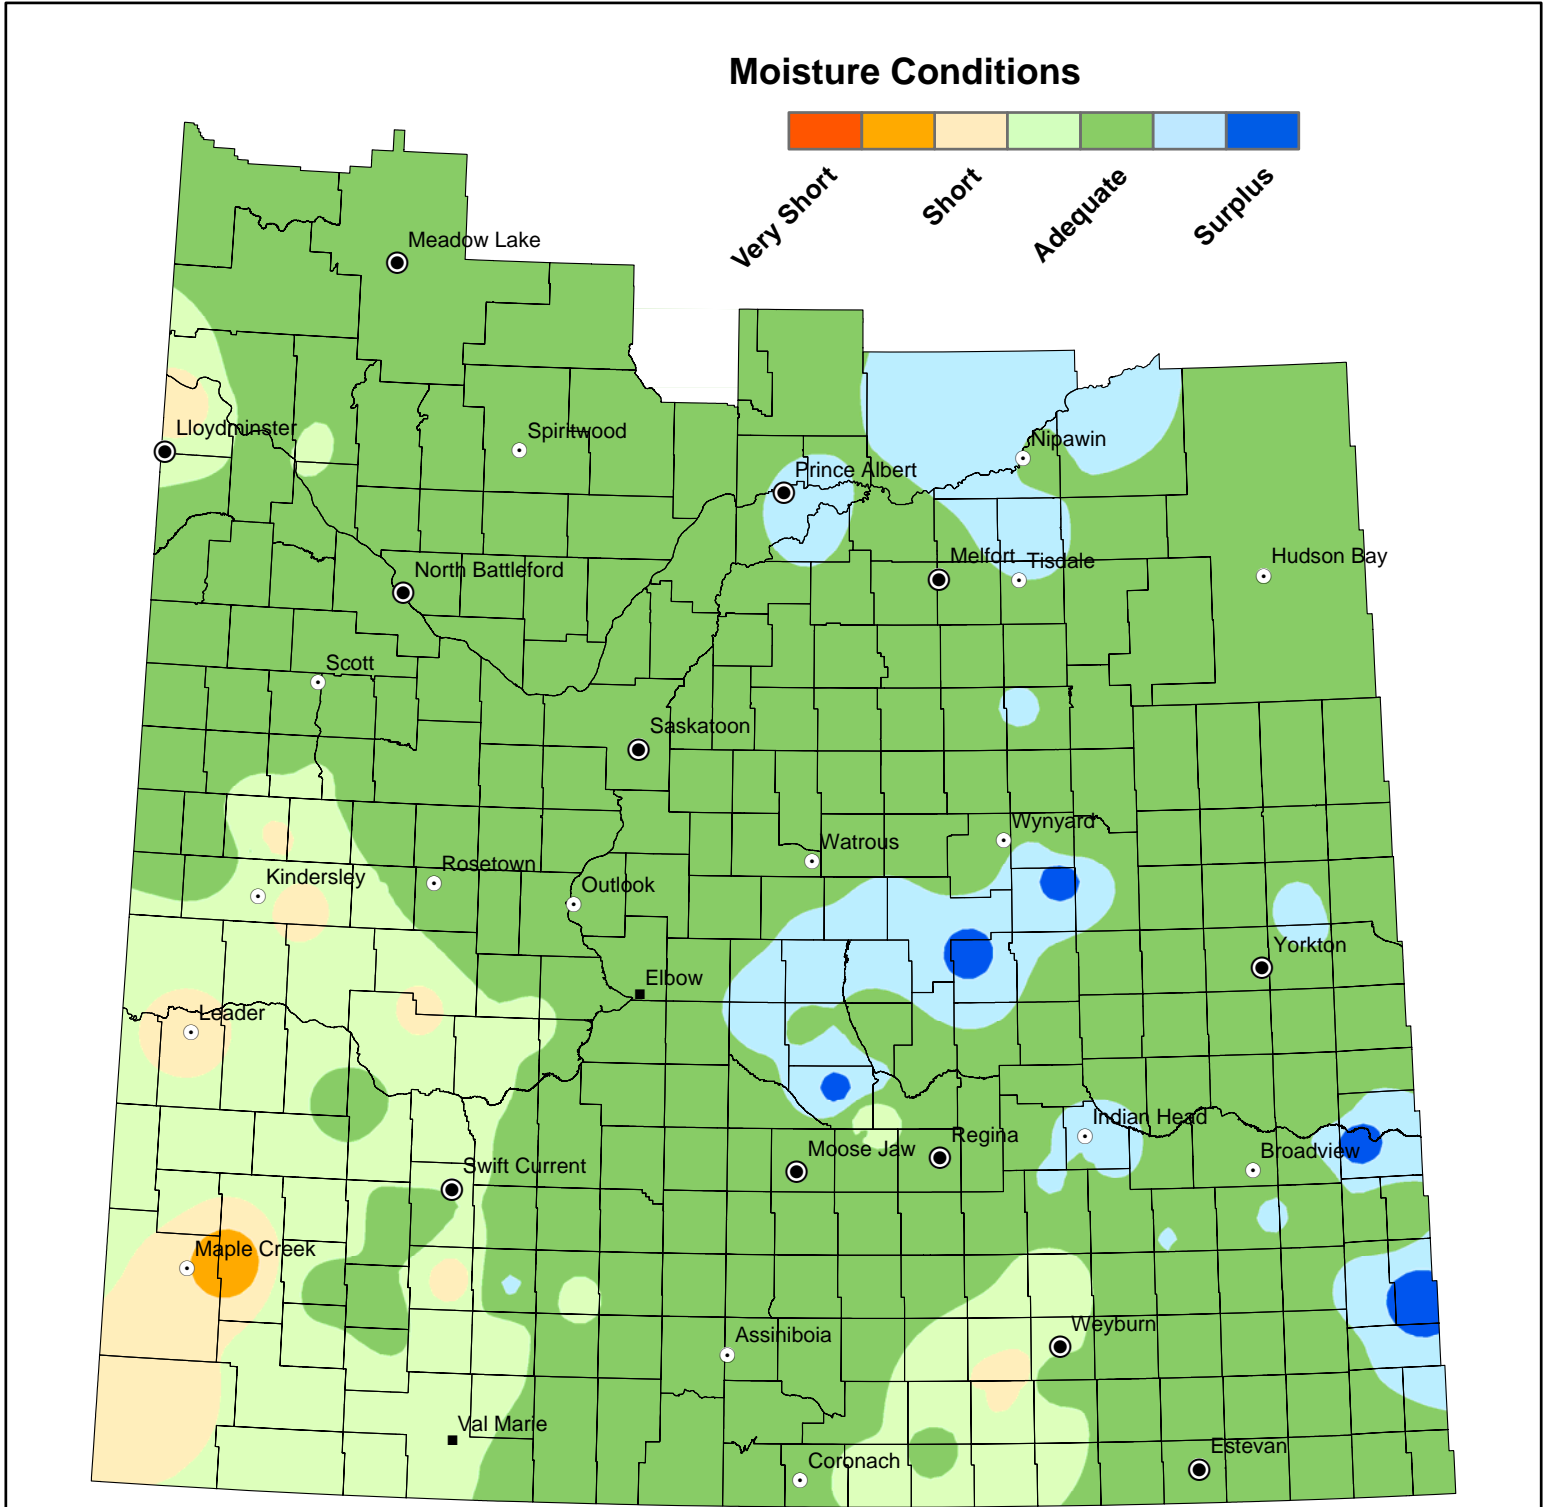 Moisture Conditions
Very Short
Short
Adequate
Surplus
Meadow Lake
Lloydminster
Spiritwood
Nipawin
Prince Albert
Melfort
Tisdale
Hudson Bay
North Battleford
Scott
Saskatoon
Wynyard
Watrous
Rosetown
Kindersley
Outlook
Yorkton
Elbow
Leader
Indian Head
Regina
Moose Jaw
Broadview
Swift Current
Maple Creek
Weyburn
Assiniboia
Val Marie
Estevan
Coronach